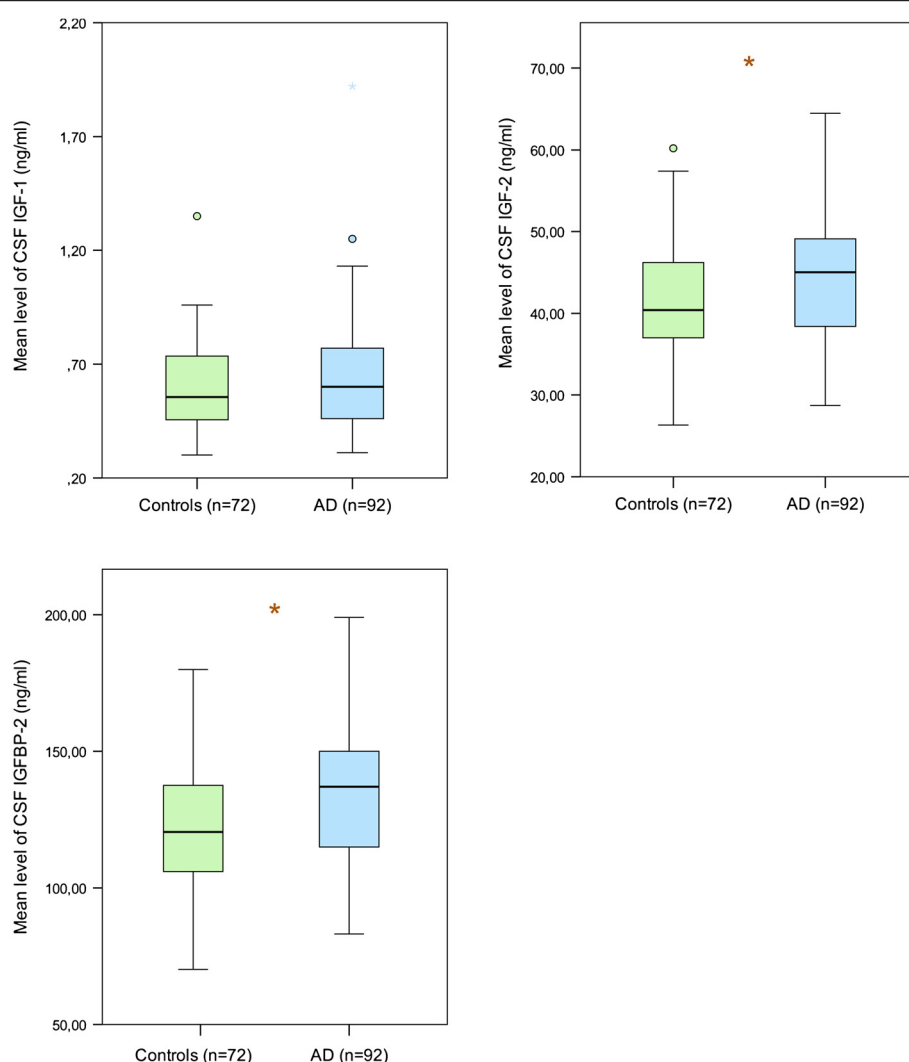 Mean level of CSF IGF-1 (ng/ml)
2,20
1,70
1,20
,70
,20
Controls (n=72) AD (n=92)
Mean level of CSF IGF-2 (ng/ml)
*
70,00
60,00
50,00
40,00
30,00
20,00
Controls (n=72) AD (n=92)
Mean level of CSF IGFBP-2 (ng/ml)
*
200,00
150,00
100,00
50,00
Controls (n=72) AD (n=92)